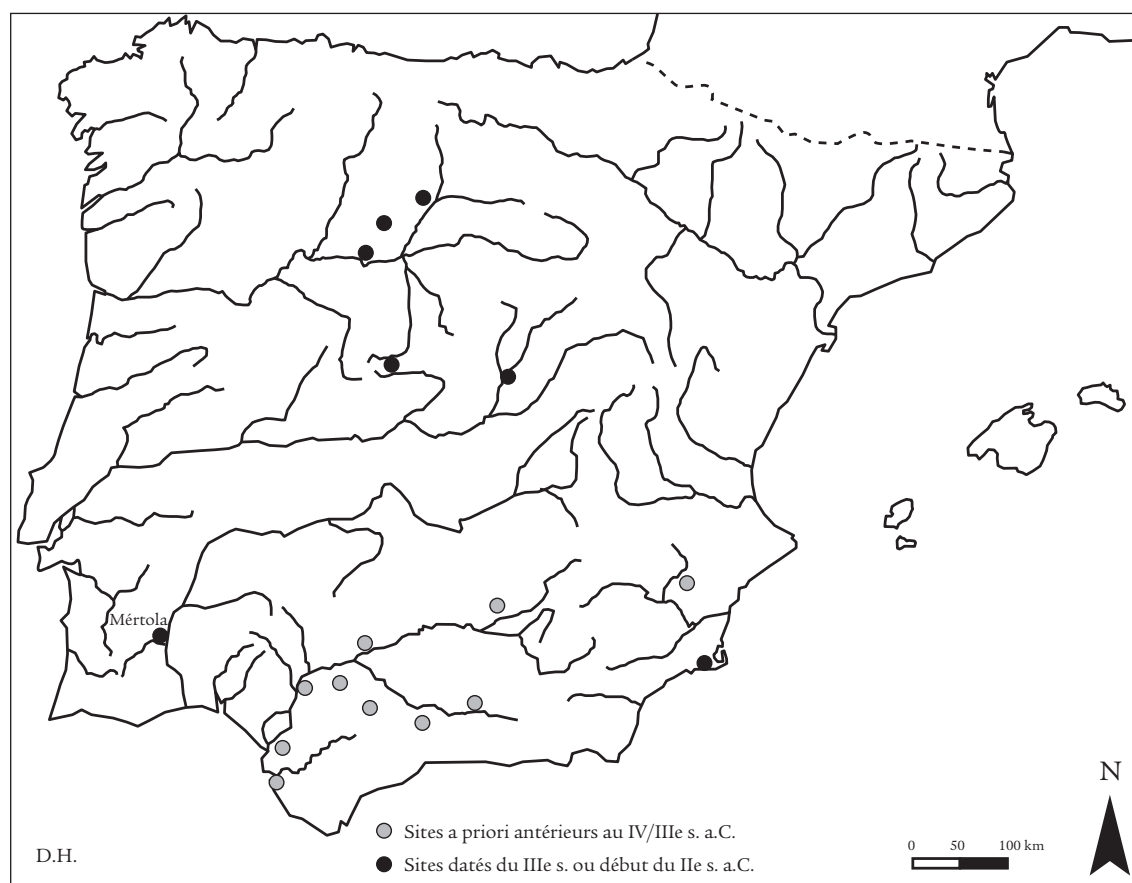 Mértola
N
Sites a priori antérieurs au IV/IIIe s. a.C.
0 50 100 km
D.H.
Sites datés du IIIe s. ou début du IIe s. a.C.